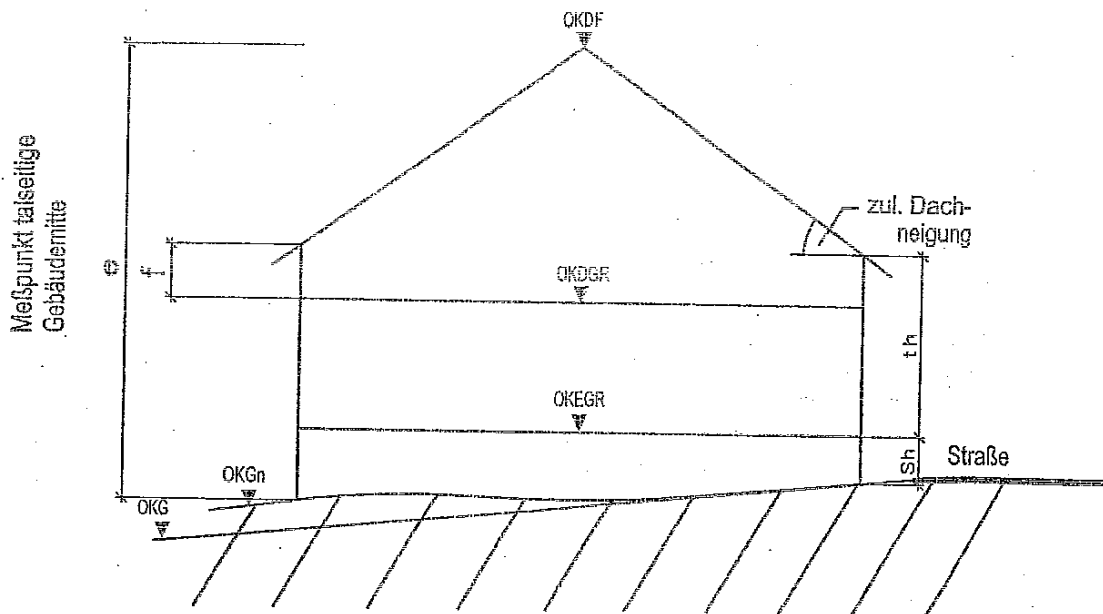 OKDF
Meßpunkt talseitige
Gebäudemitte
e
f
zul. Dach-
neigung
OKDGR
th
OKEGR
Sh
Straße
OKGn
OKG